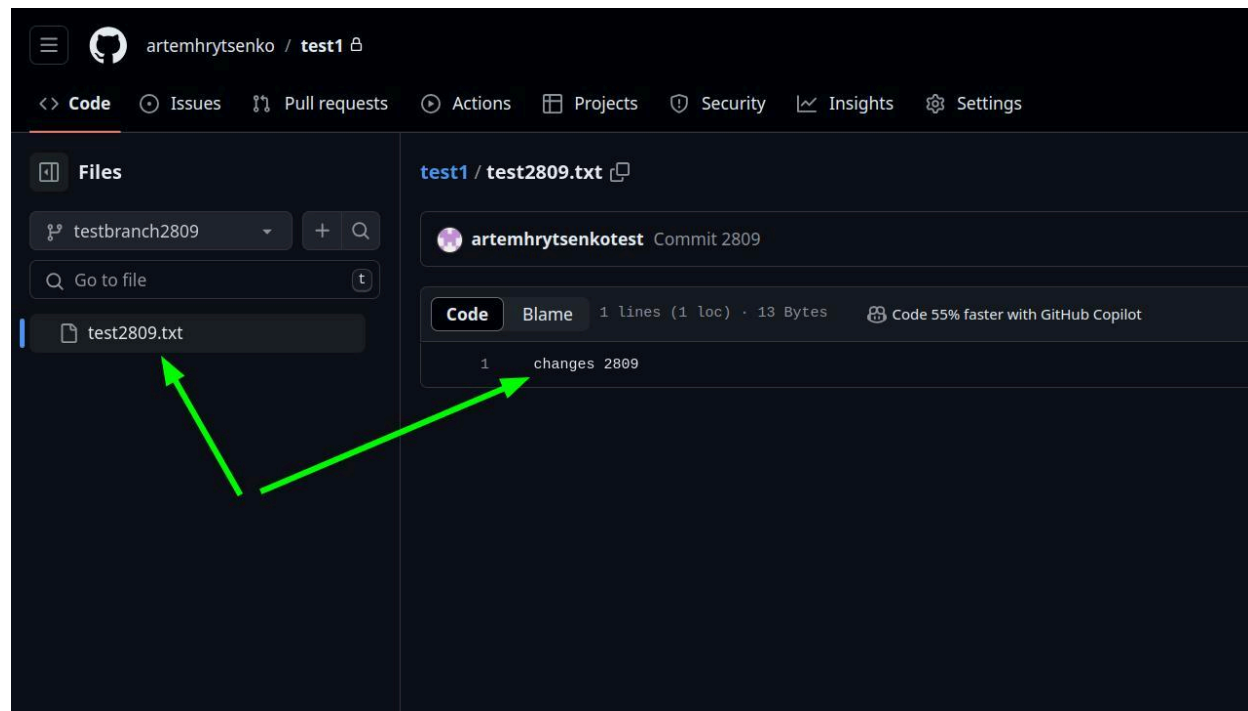 artemhrytsenko / test1
Code Issues Pull requests Actions Projects Security Insights Settings
Files
testbranch2809
Go to file t
test2809.txt
test1 / test2809.txt
artemhrytsenkotest Commit 2809
Code Blame 1 lines (1 loc) · 13 Bytes Code 55% faster with GitHub Copilot
1 changes 2809